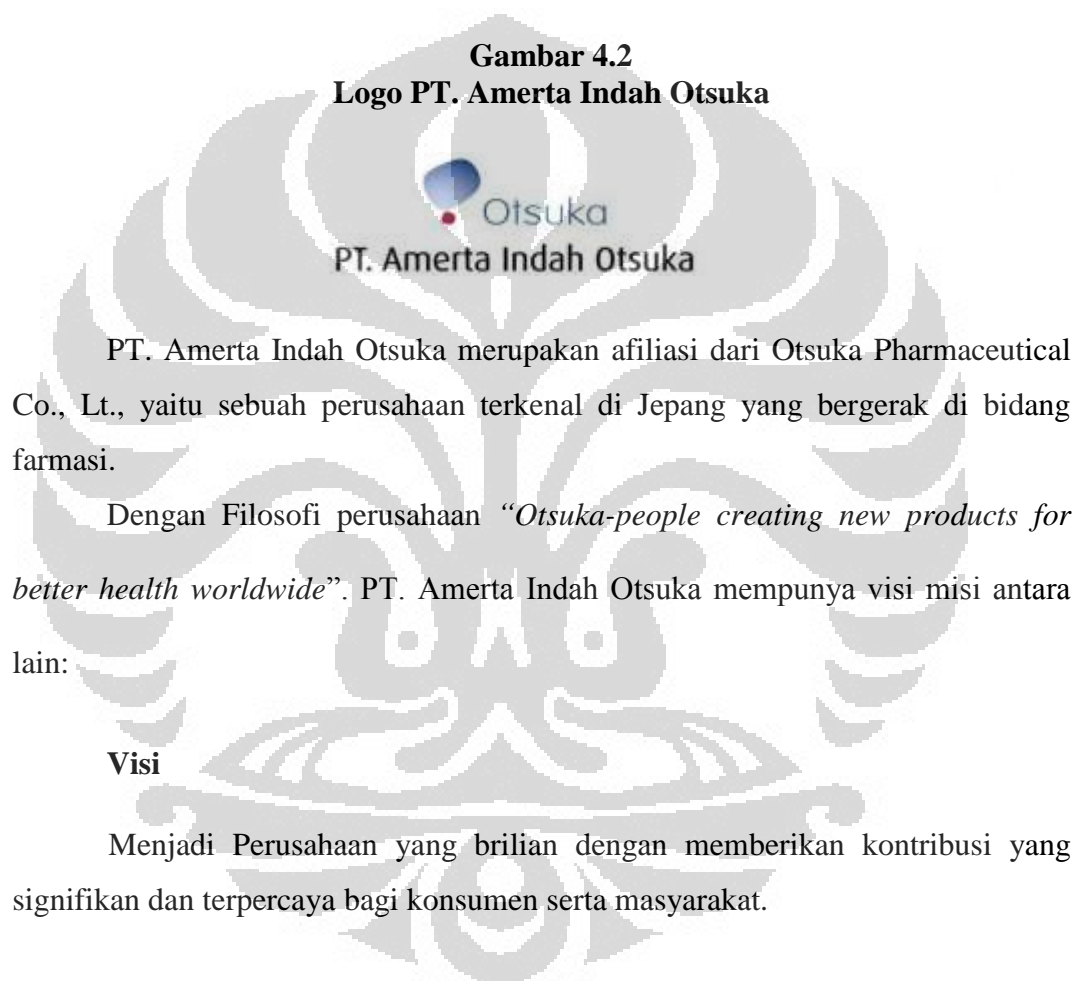 Gambar 4.2
Logo PT. Amerta Indah Otsuka
Otsuka
PT. Amerta Indah Otsuka
PT. Amerta Indah Otsuka merupakan afiliasi dari Otsuka Pharmaceutical
Co., Lt., yaitu sebuah perusahaan terkenal di Jepang yang bergerak di bidang
farmasi.
Dengan Filosofi perusahaan “Otsuka-people creating new products for
better health worldwide”. PT. Amerta Indah Otsuka mempunya visi misi antara
lain:
Visi
Menjadi Perusahaan yang brilian dengan memberikan kontribusi yang
signifikan dan terpercaya bagi konsumen serta masyarakat.